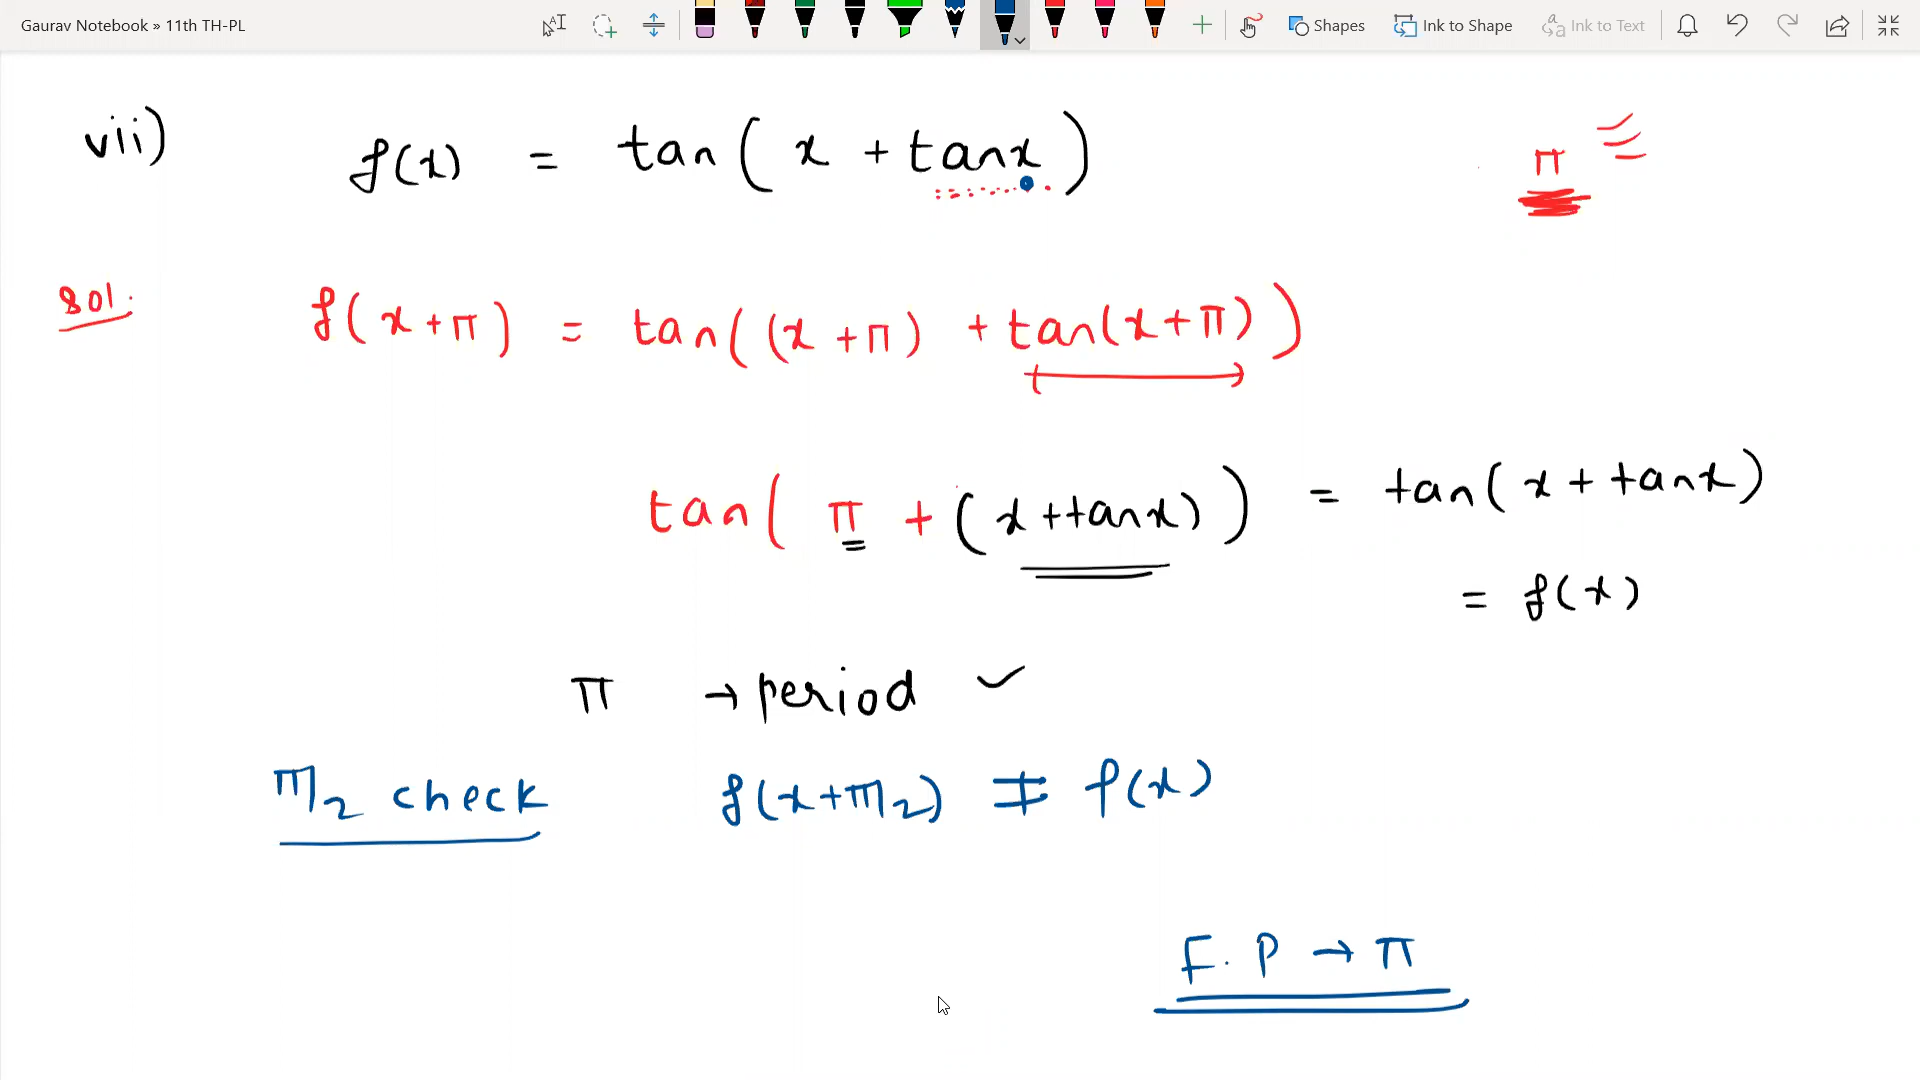 Gaurav Notebook » 11th TH-PL
Shapes
Ink to Shape
Ink to Text
vii) f(x) = tan(x + tanx)
π
Sol. f(x+π) = tan((x+π) + tan(x+π))
tan(π + (x+tanx)) = tan(x + tanx)
= f(x)
π → period ✓
π/2 check f(x+π/2) ≠ f(x)
F.P → π